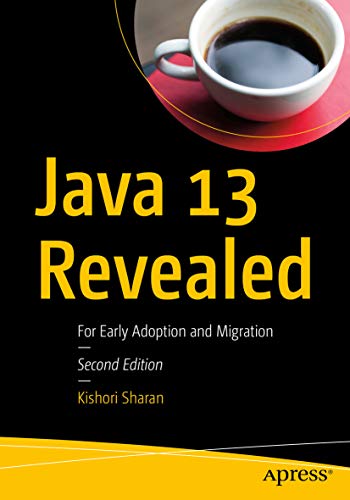 Java 13
Revealed
For Early Adoption and Migration
Second Edition
Kishori Sharan
Apress®